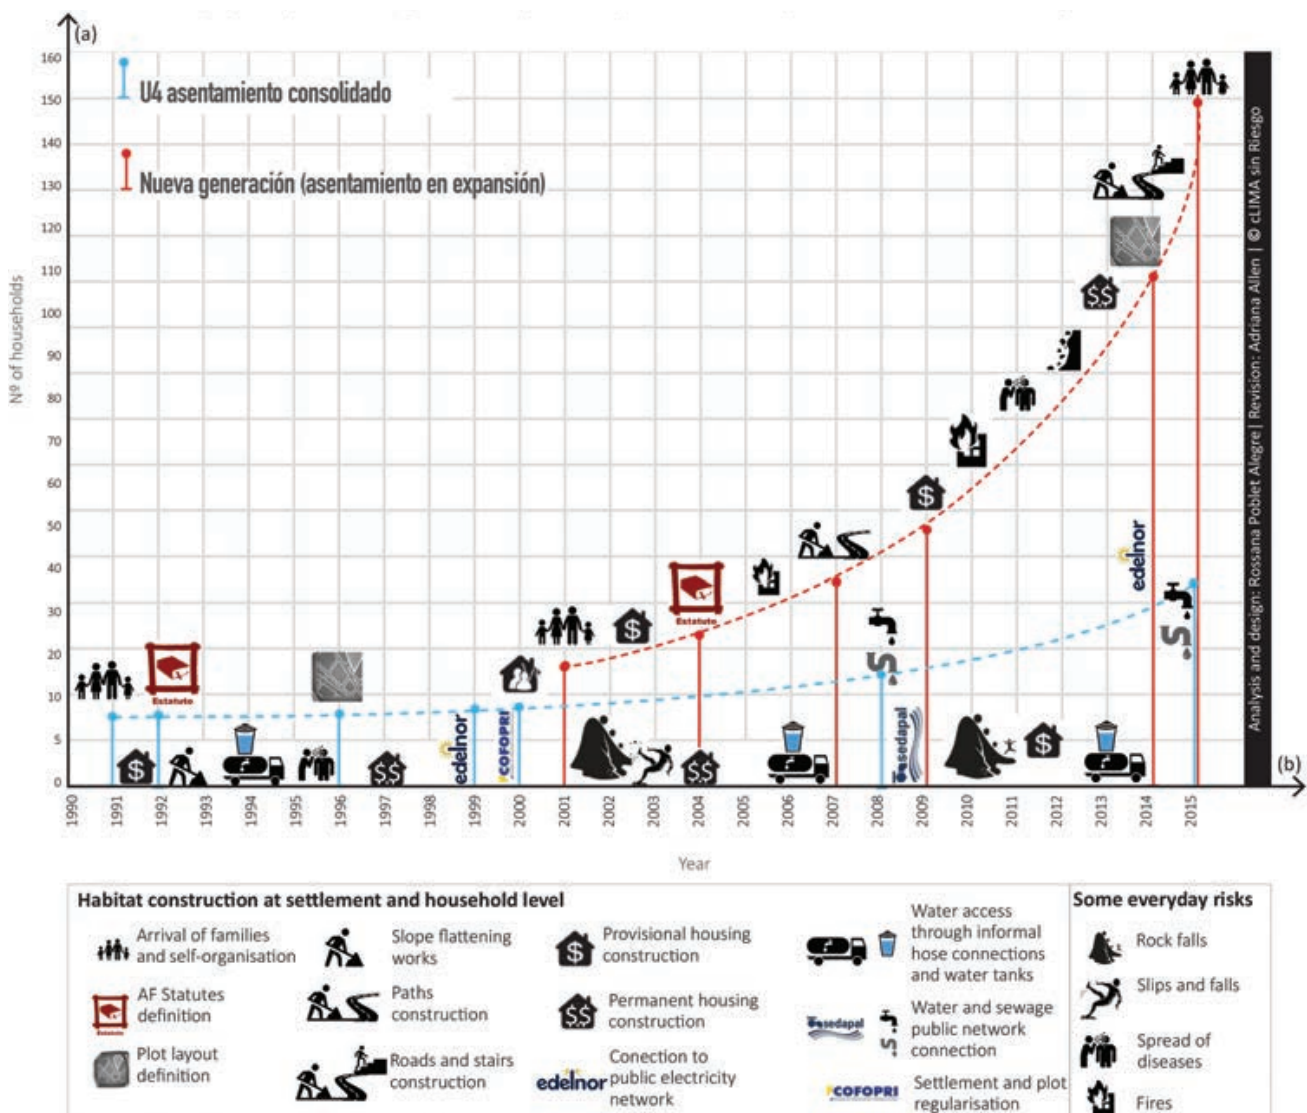 (a)
160
150
140
130
120
110
100
90
80
70
60
50
40
30
20
10
5
0
Nº of households
U4 asentamiento consolidado
Nueva generación (asentamiento en expansión)
Estatuto
Estatuto
$
$$
edelnor
COFOPRI
$
$$
sedapal
$
$
$$
edelnor
(b)
1990
1991
1992
1993
1994
1995
1996
1997
1998
1999
2000
2001
2002
2003
2004
2005
2006
2007
2008
2009
2010
2011
2012
2013
2014
2015
Year
Analysis and design: Rossana Poblet Alegre | Revision: Adriana Allen | © cLIMA sin Riesgo
Habitat construction at settlement and household level
Arrival of families
and self-organisation
Estatuto
AF Statutes
definition
Plot layout
definition
Slope flattening
works
Paths
construction
Roads and stairs
construction
$
Provisional housing
construction
$$
Permanent housing
construction
edelnor
Conection to
public electricity
network
Water access
through informal
hose connections
and water tanks
sedapal
Water and sewage
public network
connection
COFOPRI
Settlement and plot
regularisation
Some everyday risks
Rock falls
Slips and falls
Spread of
diseases
Fires